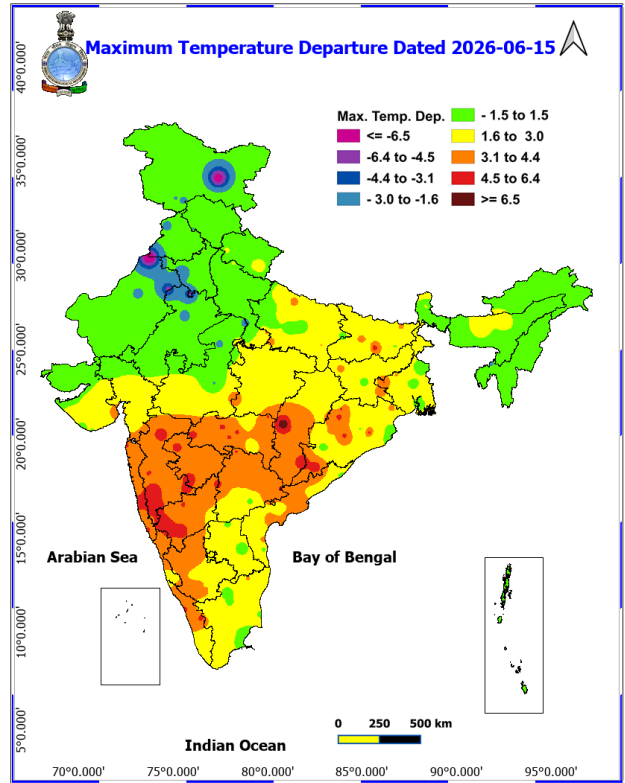 Maximum Temperature Departure Dated 2026-06-15
Max. Temp. Dep.
<= -6.5
-6.4 to -4.5
-4.4 to -3.1
- 3.0 to -1.6
- 1.5 to 1.5
1.6 to 3.0
3.1 to 4.4
4.5 to 6.4
>= 6.5
40°0.000'
35°0.000'
30°0.000'
25°0.000'
20°0.000'
15°0.000'
10°0.000'
5°0.000'
Arabian Sea
Bay of Bengal
Indian Ocean
0 250 500 km
70°0.000' 75°0.000' 80°0.000' 85°0.000' 90°0.000' 95°0.000'